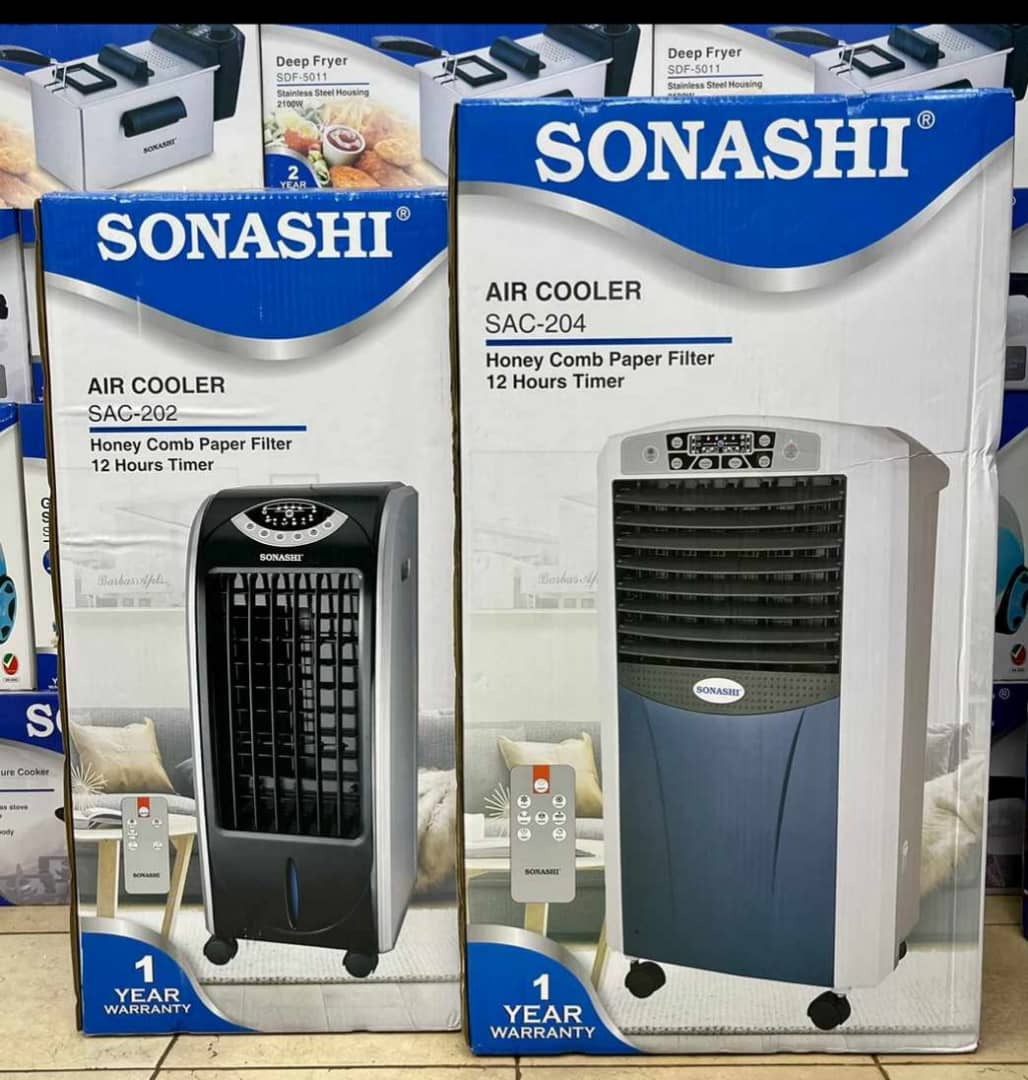 SONASHI
Deep Fryer
SDF-5011
Stainless Steel Housing
2100W
2
YEAR
Deep Fryer
SDF-5011
Stainless Steel Housing
SONASHI®
AIR COOLER
SAC-202
Honey Comb Paper Filter
12 Hours Timer
SONASHI
SONASHI
1
YEAR
WARRANTY
SONASHI®
AIR COOLER
SAC-204
Honey Comb Paper Filter
12 Hours Timer
SONASHI
SONASHI
1
YEAR
WARRANTY
ure Cooker